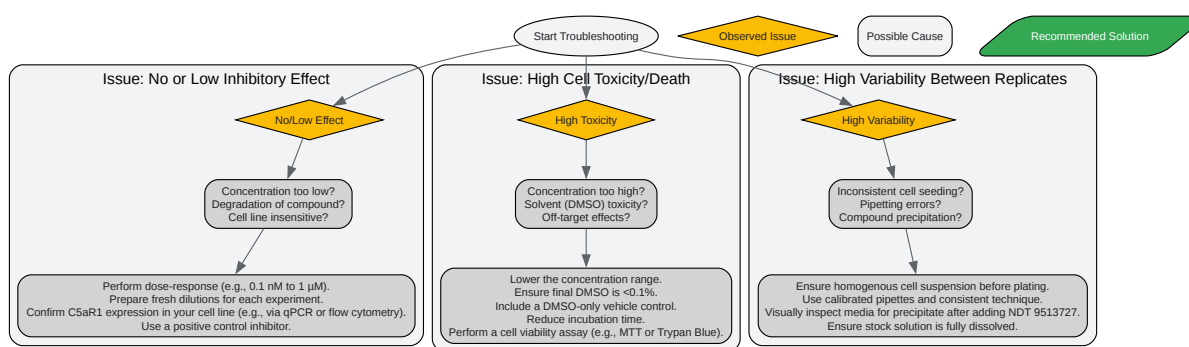 Start Troubleshooting
Observed Issue
Possible Cause
Recommended Solution
Issue: No or Low Inhibitory Effect
No/Low Effect
Concentration too low?
Degradation of compound?
Cell line insensitive?
Perform dose-response (e.g., 0.1 nM to 1 µM).
Prepare fresh dilutions for each experiment.
Confirm C5aR1 expression in your cell line (e.g., via qPCR or flow cytometry).
Use a positive control inhibitor.
Issue: High Cell Toxicity/Death
High Toxicity
Concentration too high?
Solvent (DMSO) toxicity?
Off-target effects?
Lower the concentration range.
Ensure final DMSO is <0.1%.
Include a DMSO-only vehicle control.
Reduce incubation time.
Perform a cell viability assay (e.g., MTT or Trypan Blue).
Issue: High Variability Between Replicates
High Variability
Inconsistent cell seeding?
Pipetting errors?
Compound precipitation?
Ensure homogenous cell suspension before plating.
Use calibrated pipettes and consistent technique.
Visually inspect media for precipitate after adding NDT 9513727.
Ensure stock solution is fully dissolved.